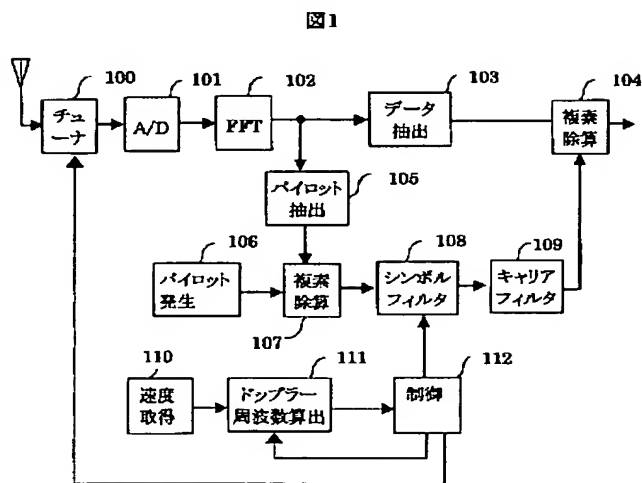 図1
100
101
102
103
104
チュ
ーナ
A/D
FFT
データ
抽出
複素
除算
パイロット
抽出
105
106
108
109
パイロット
発生
複素
除算
シンボル
フィルタ
キャリア
フィルタ
107
110
111
112
速度
取得
ドップラー
周波数算出
制御